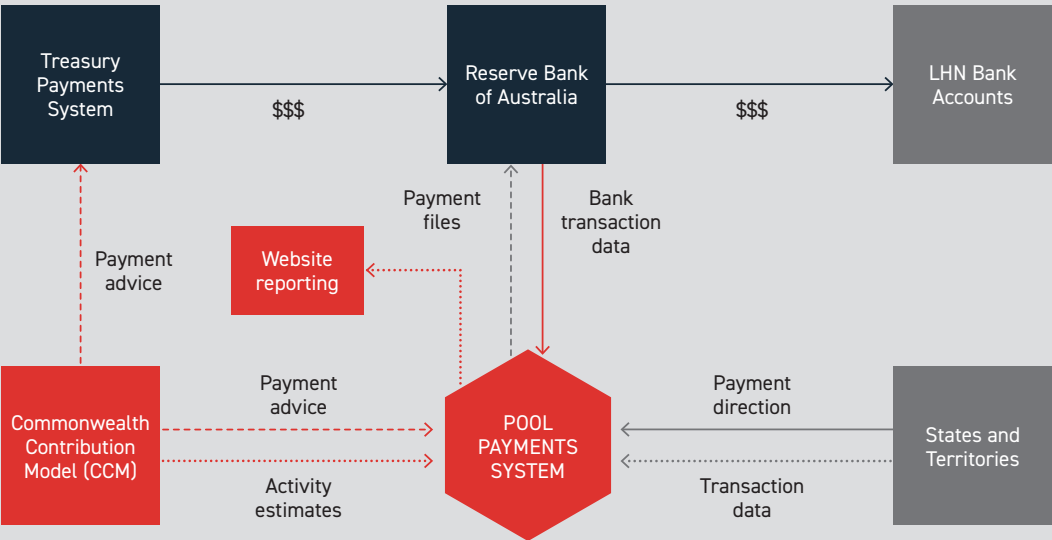 Treasury
Payments
System
$$$
Reserve Bank
of Australia
$$$
LHN Bank
Accounts
Payment
advice
Website
reporting
Payment
files
Bank
transaction
data
Commonwealth
Contribution
Model (CCM)
Payment
advice
Activity
estimates
POOL
PAYMENTS
SYSTEM
Payment
direction
Transaction
data
States and
Territories